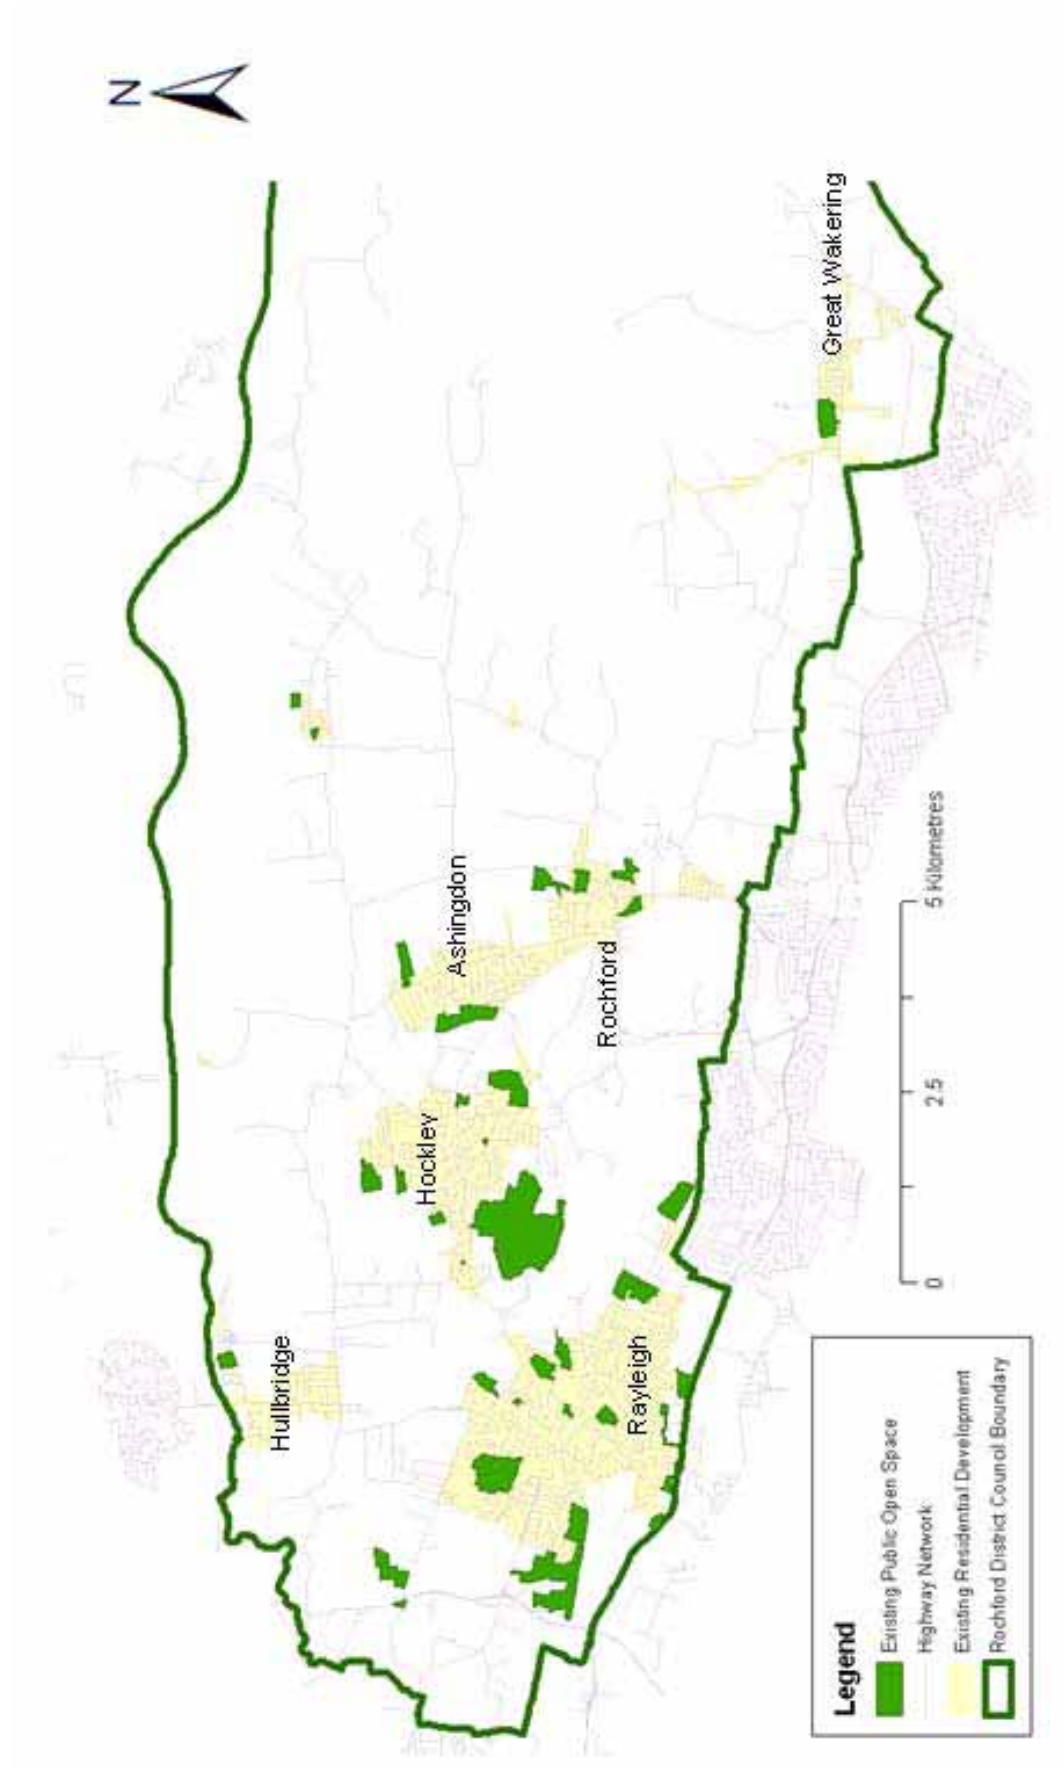 N
Hullbridge
Hockley
Ashingdon
Rayleigh
Rochford
Great Wakering
0
2.5
5 Kilometres
Legend
Existing Public Open Space
Highway Network
Existing Residential Development
Rochford District Council Boundary